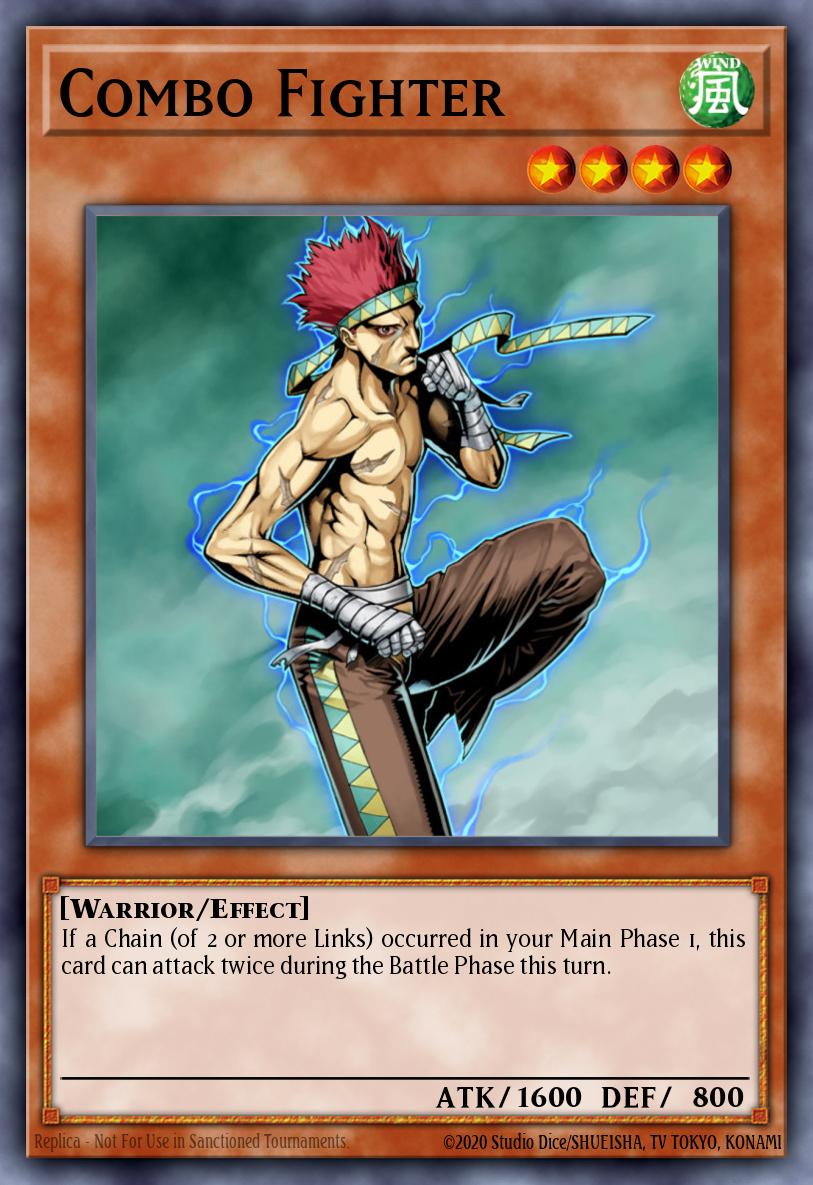 Combo Fighter
WIND
風
[Warrior/Effect]
If a Chain (of 2 or more Links) occurred in your Main Phase 1, this
card can attack twice during the Battle Phase this turn.
ATK/1600 DEF/ 800
Replica - Not For Use in Sanctioned Tournaments.
©2020 Studio Dice/SHUEISHA, TV TOKYO, KONAMI